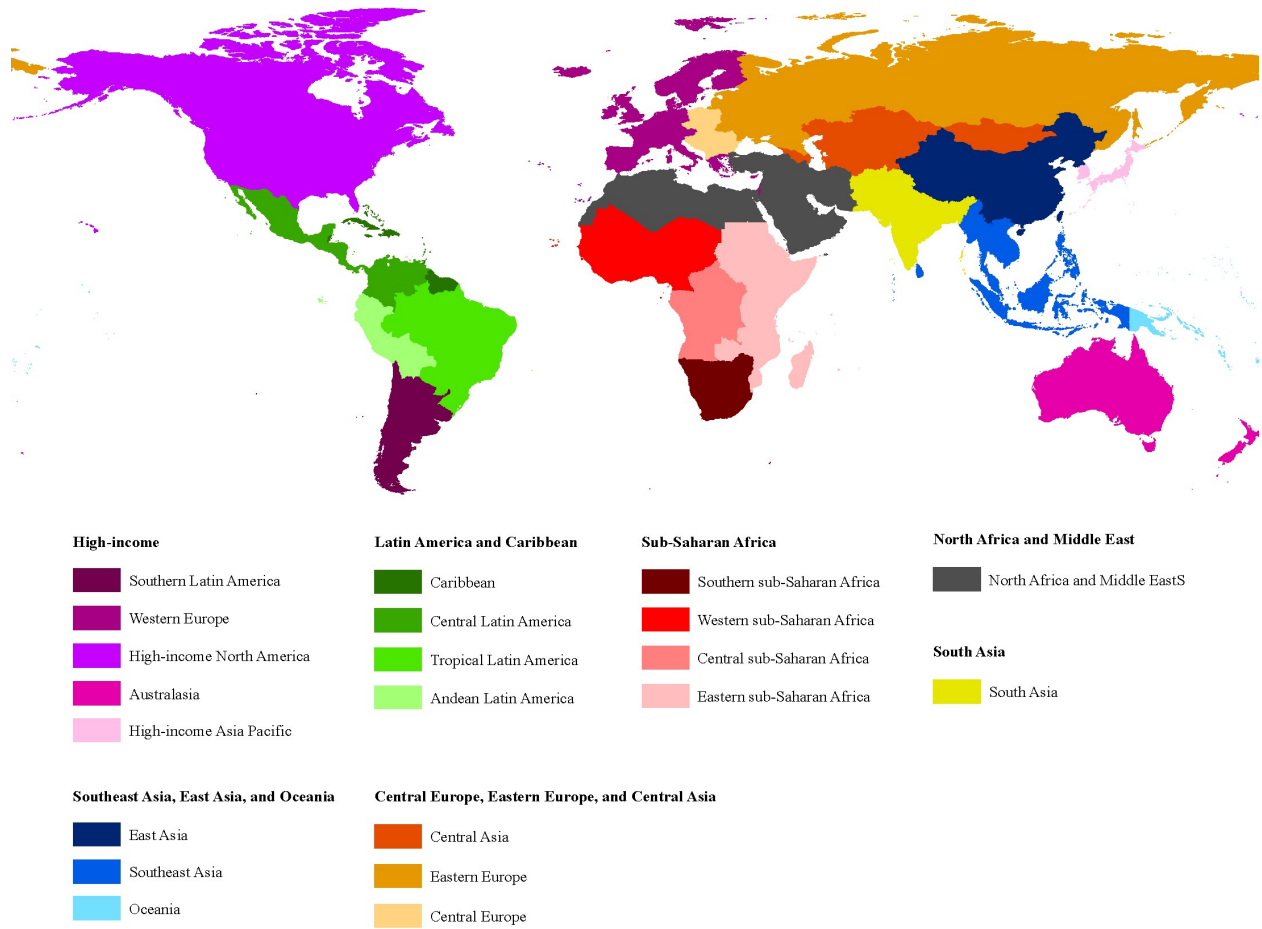 High-income
Southern Latin America
Western Europe
High-income North America
Australasia
High-income Asia Pacific
Latin America and Caribbean
Caribbean
Central Latin America
Tropical Latin America
Andean Latin America
Sub-Saharan Africa
Southern sub-Saharan Africa
Western sub-Saharan Africa
Central sub-Saharan Africa
Eastern sub-Saharan Africa
North Africa and Middle East
North Africa and Middle EastS
South Asia
South Asia
Southeast Asia, East Asia, and Oceania
East Asia
Southeast Asia
Oceania
Central Europe, Eastern Europe, and Central Asia
Central Asia
Eastern Europe
Central Europe